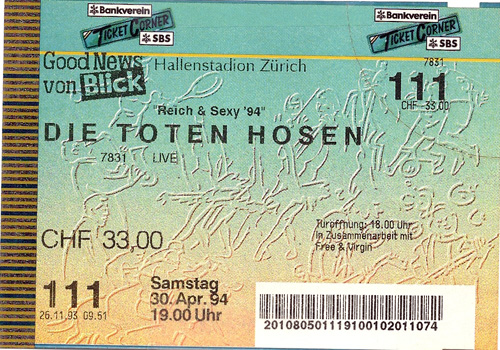 Bankverein
TICKET CORNER
SBS
Bankverein
TICKET CORNER
SBS
Good News
von Blick
Hallenstadion Zürich
7831
111
CHF 33,00
"Reich & Sexy '94"
DIE TOTEN HOSEN
7831 LIVE
CHF 33,00
Türöffnung: 18.00 Uhr
In Zusammenarbeit mit
Free & Virgin
111
26.11.93 09.51
Samstag
30. Apr. 94
19.00 Uhr
201080501119100102011074